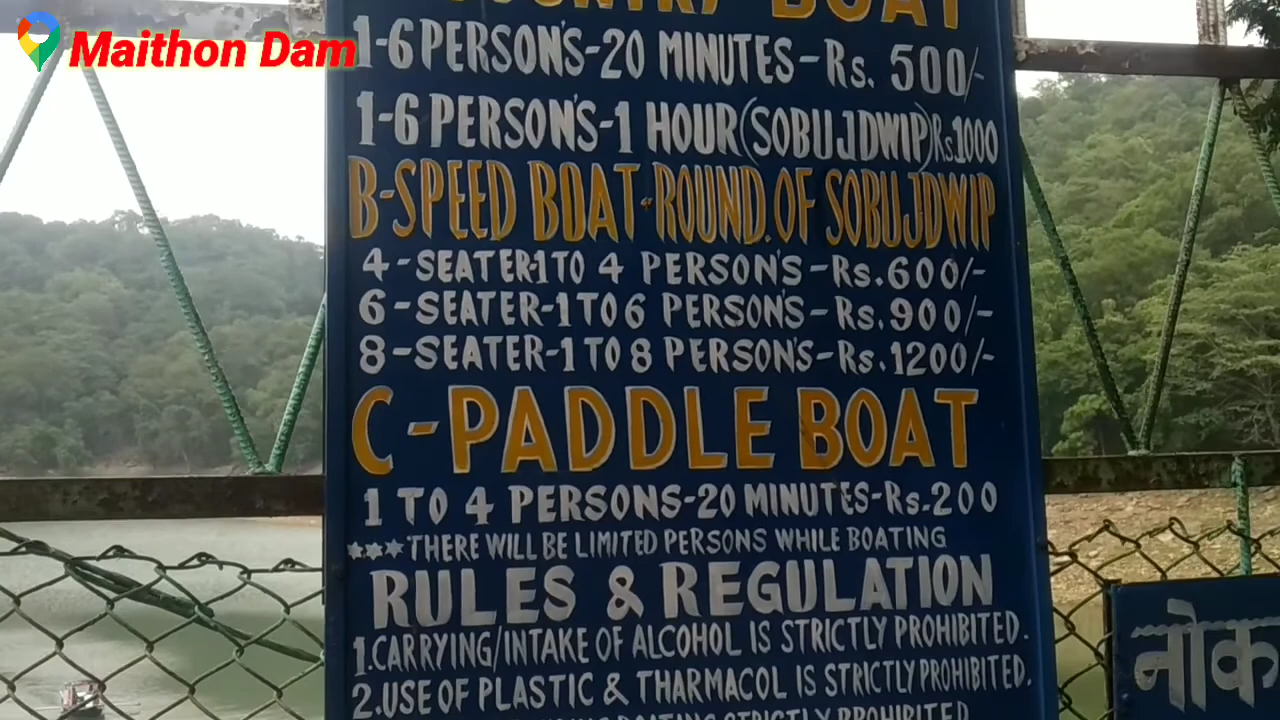 Maithon Dam
BOAT
1-6 PERSON'S-20 MINUTES-Rs. 500/-
1-6 PERSON'S-1 HOUR(SOBUJDWIP)Rs.1000
B-SPEED BOAT-ROUND OF SOBUJDWIP
4-SEATER-1 TO 4 PERSON'S-Rs.600/-
6-SEATER-1 TO 6 PERSON'S-Rs.900/-
8-SEATER-1 TO 8 PERSON'S-Rs.1200/-
C-PADDLE BOAT
1 TO 4 PERSONS-20 MINUTES-Rs.200
***THERE WILL BE LIMITED PERSONS WHILE BOATING
RULES & REGULATION
1.CARRYING/INTAKE OF ALCOHOL IS STRICTLY PROHIBITED.
2.USE OF PLASTIC & THARMACOL IS STRICTLY PROHIBITED.
BOATING STRICTLY PROHIBITED
नौक